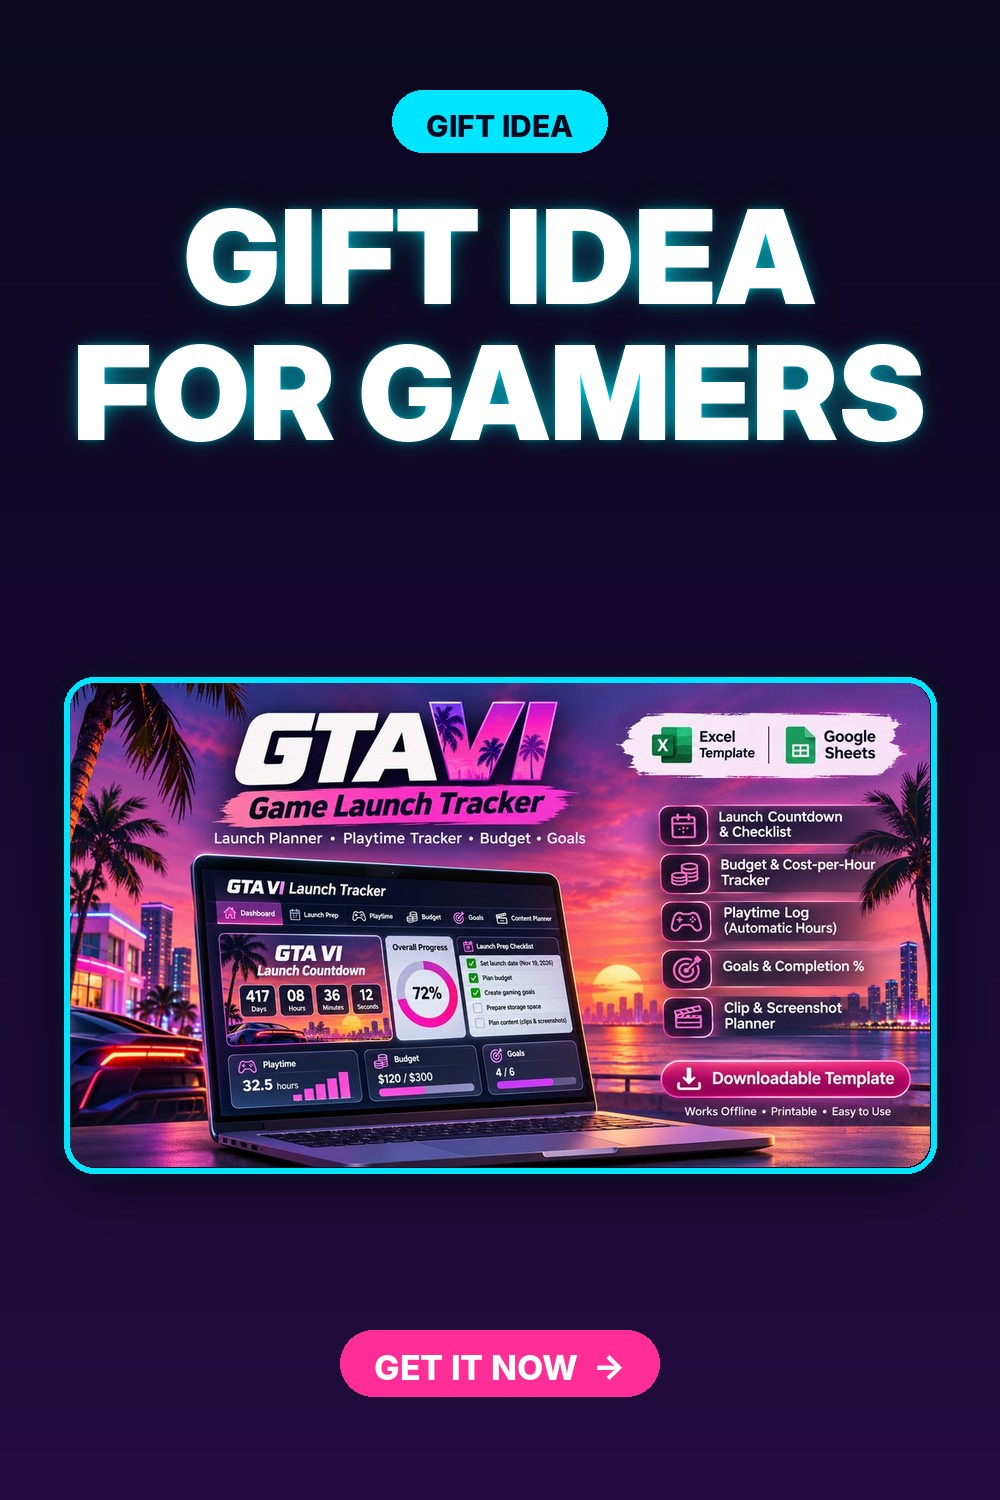 GIFT IDEA
GIFT IDEA
FOR GAMERS
GTAVI
Game Launch Tracker
Launch Planner • Playtime Tracker • Budget • Goals
Excel
Template
Google
Sheets
Launch Countdown
& Checklist
Budget & Cost-per-Hour
Tracker
Playtime Log
(Automatic Hours)
Goals & Completion %
Clip & Screenshot
Planner
Downloadable Template
Works Offline • Printable • Easy to Use
GTAVI Launch Tracker
Dashboard
Launch Prep
Playtime
Budget
Goals
Content Planner
GTA VI
Launch Countdown
417 08 36 12
Days Hours Minutes Seconds
Overall Progress
72%
Launch Prep Checklist
Set launch date (Nov 19, 2026)
Plan budget
Create gaming goals
Prepare storage space
Plan content (clips & screenshots)
Playtime
32.5 hours
Budget
$120 / $300
Goals
4 / 6
GET IT NOW →